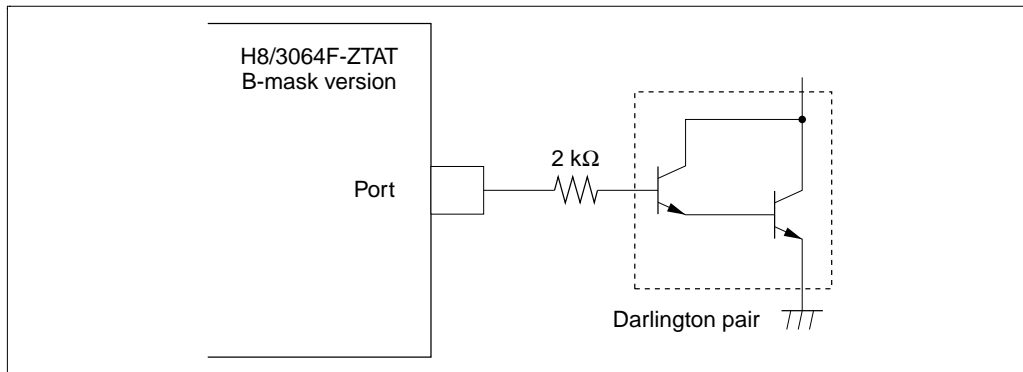 H8/3064F-ZTAT
B-mask version
Port
2 kΩ
Darlington pair